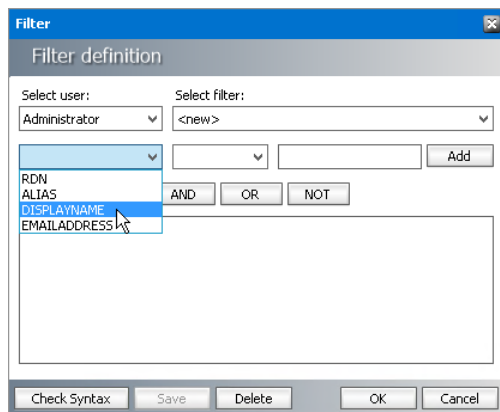 Filter
Filter definition
Select user: Select filter:
Administrator <new>
Add
RDN
ALIAS
DISPLAYNAME
EMAILADDRESS
AND OR NOT
Check Syntax Save Delete OK Cancel